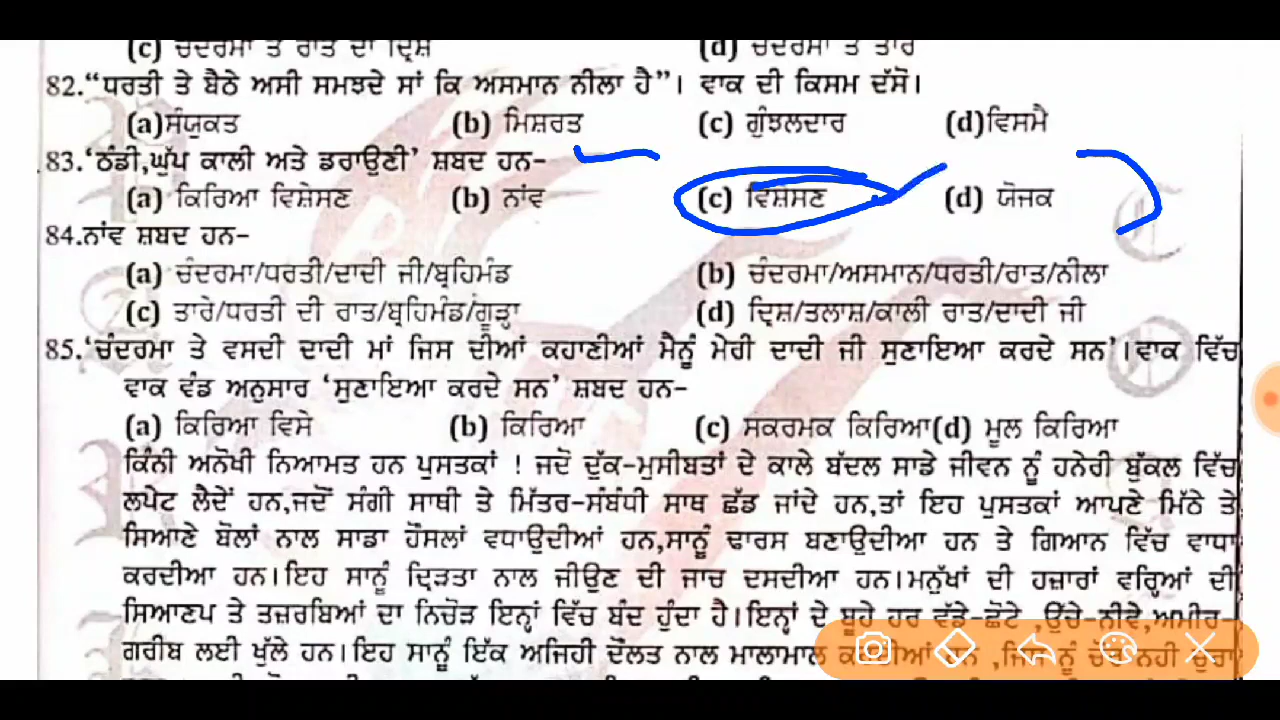 (c) ਚੰਦਰਮਾ ਤੇ ਰਾਤ ਦਾ ਦ੍ਰਿਸ਼ (d) ਚੰਦਰਮਾ ਤੇ ਤਾਰੇ
82.“ਧਰਤੀ ਤੇ ਬੈਠੇ ਅਸੀ ਸਮਝਦੇ ਸਾਂ ਕਿ ਅਸਮਾਨ ਨੀਲਾ ਹੈ”। ਵਾਕ ਦੀ ਕਿਸਮ ਦੱਸੋ।
(a)ਸੰਯੁਕਤ (b) ਮਿਸ਼ਰਤ (c) ਗੁੰਝਲਦਾਰ (d)ਵਿਸਮੈ
83.‘ਠੰਡੀ,ਘੁੱਪ ਕਾਲੀ ਅਤੇ ਡਰਾਉਣੀ’ ਸ਼ਬਦ ਹਨ-
(a) ਕਿਰਿਆ ਵਿਸ਼ੇਸਣ (b) ਨਾਂਵ (c) ਵਿਸ਼ੇਸਣ (d) ਯੋਜਕ
84.ਨਾਂਵ ਸ਼ਬਦ ਹਨ-
(a) ਚੰਦਰਮਾ/ਧਰਤੀ/ਦਾਦੀ ਜੀ/ਬ੍ਰਹਿਮੰਡ (b) ਚੰਦਰਮਾ/ਅਸਮਾਨ/ਧਰਤੀ/ਰਾਤ/ਨੀਲਾ
(c) ਤਾਰੇ/ਧਰਤੀ ਦੀ ਰਾਤ/ਬ੍ਰਹਿਮੰਡ/ਗੂੜ੍ਹਾ (d) ਦ੍ਰਿਸ਼/ਤਲਾਸ਼/ਕਾਲੀ ਰਾਤ/ਦਾਦੀ ਜੀ
85.‘ਚੰਦਰਮਾ ਤੇ ਵਸਦੀ ਦਾਦੀ ਮਾਂ ਜਿਸ ਦੀਆਂ ਕਹਾਣੀਆਂ ਮੈਨੂੰ ਮੇਰੀ ਦਾਦੀ ਜੀ ਸੁਣਾਇਆ ਕਰਦੇ ਸਨ’।ਵਾਕ ਵਿੱਚ
ਵਾਕ ਵੰਡ ਅਨੁਸਾਰ ‘ਸੁਣਾਇਆ ਕਰਦੇ ਸਨ’ ਸ਼ਬਦ ਹਨ-
(a) ਕਿਰਿਆ ਵਿਸੇ (b) ਕਿਰਿਆ (c) ਸਕਰਮਕ ਕਿਰਿਆ(d) ਮੂਲ ਕਿਰਿਆ
ਕਿੰਨੀ ਅਨੋਖੀ ਨਿਆਮਤ ਹਨ ਪੁਸਤਕਾਂ ! ਜਦੋ ਦੁੱਕ-ਮੁਸੀਬਤਾਂ ਦੇ ਕਾਲੇ ਬੱਦਲ ਸਾਡੇ ਜੀਵਨ ਨੂੰ ਹਨੇਰੀ ਬੁੱਕਲ ਵਿੱਚ
ਲਪੇਟ ਲੈਦੇਂ ਹਨ,ਜਦੋਂ ਸੰਗੀ ਸਾਥੀ ਤੇ ਮਿੱਤਰ-ਸੰਬੰਧੀ ਸਾਥ ਛੱਡ ਜਾਂਦੇ ਹਨ,ਤਾਂ ਇਹ ਪੁਸਤਕਾਂ ਆਪਣੇ ਮਿੱਠੇ ਤੇ
ਸਿਆਣੇ ਬੋਲਾਂ ਨਾਲ ਸਾਡਾ ਹੌਂਸਲਾਂ ਵਧਾਉਦੀਆਂ ਹਨ,ਸਾਨੂੰ ਢਾਰਸ ਬਣਾਉਦੀਆ ਹਨ ਤੇ ਗਿਆਨ ਵਿੱਚ ਵਾਧਾ
ਕਰਦੀਆ ਹਨ।ਇਹ ਸਾਨੂੰ ਦ੍ਰਿੜਤਾ ਨਾਲ ਜੀਉਣ ਦੀ ਜਾਚ ਦਸਦੀਆ ਹਨ।ਮਨੁੱਖਾਂ ਦੀ ਹਜ਼ਾਰਾਂ ਵਰ੍ਹਿਆਂ ਦੀ
ਸਿਆਣਪ ਤੇ ਤਜ਼ਰਬਿਆਂ ਦਾ ਨਿਚੋੜ ਇਨ੍ਹਾਂ ਵਿੱਚ ਬੰਦ ਹੁੰਦਾ ਹੈ।ਇਨ੍ਹਾਂ ਦੇ ਬੂਹੇ ਹਰ ਵੱਡੇ-ਛੋਟੇ ,ਉੱਚੇ-ਨੀਵੇ,ਅਮੀਰ-
ਗਰੀਬ ਲਈ ਖੁੱਲੇ ਹਨ।ਇਹ ਸਾਨੂੰ ਇੱਕ ਅਜਿਹੀ ਦੌਲਤ ਨਾਲ ਮਾਲਾਮਾਲ